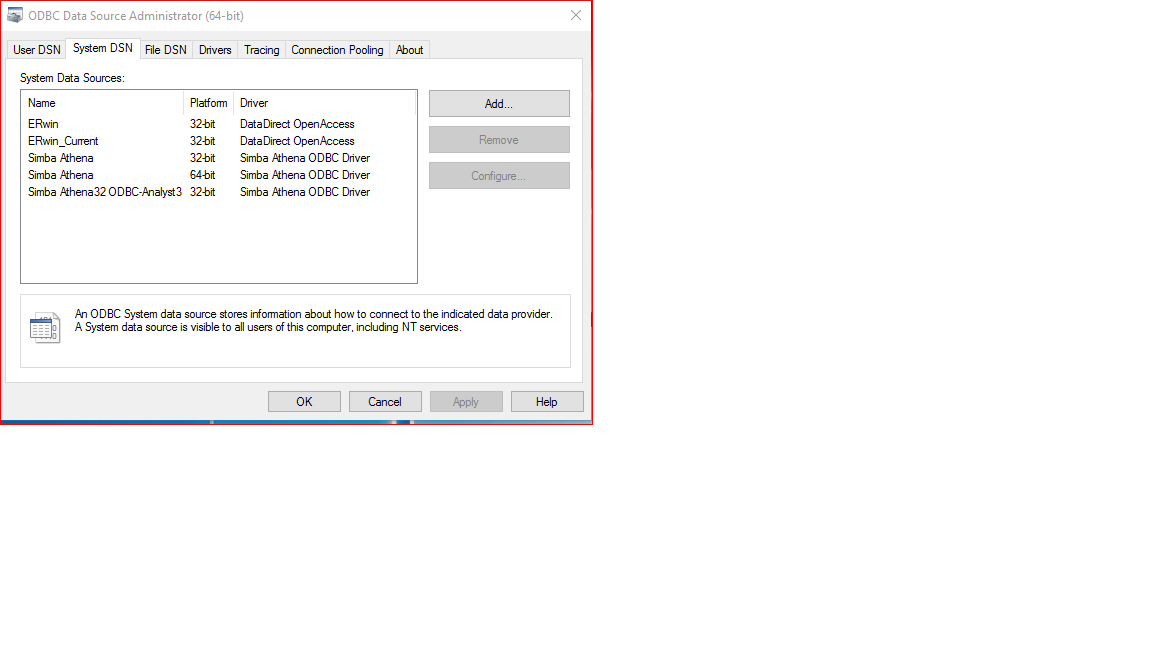 ODBC Data Source Administrator (64-bit)
User DSN System DSN File DSN Drivers Tracing Connection Pooling About
System Data Sources:
Name Platform Driver
ERwin 32-bit DataDirect OpenAccess
ERwin_Current 32-bit DataDirect OpenAccess
Simba Athena 32-bit Simba Athena ODBC Driver
Simba Athena 64-bit Simba Athena ODBC Driver
Simba Athena32 ODBC-Analyst3 32-bit Simba Athena ODBC Driver
Add...
Remove
Configure...
An ODBC System data source stores information about how to connect to the indicated data provider.
A System data source is visible to all users of this computer, including NT services.
OK Cancel Apply Help